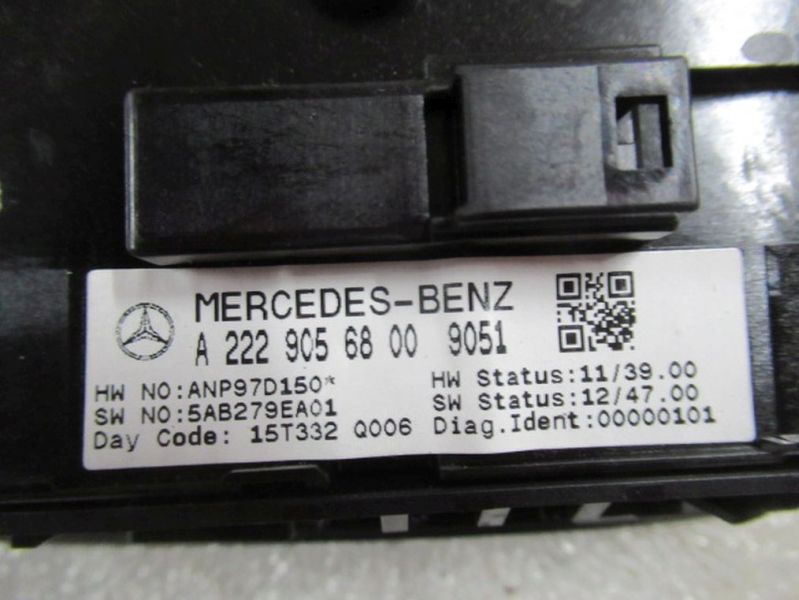 MERCEDES-BENZ
A 222 905 68 00 9051
HW NO:ANP97D150* HW Status:11/39.00
SW NO:5AB279EA01 SW Status:12/47.00
Day Code: 15T332 Q006 Diag.Ident:00000101